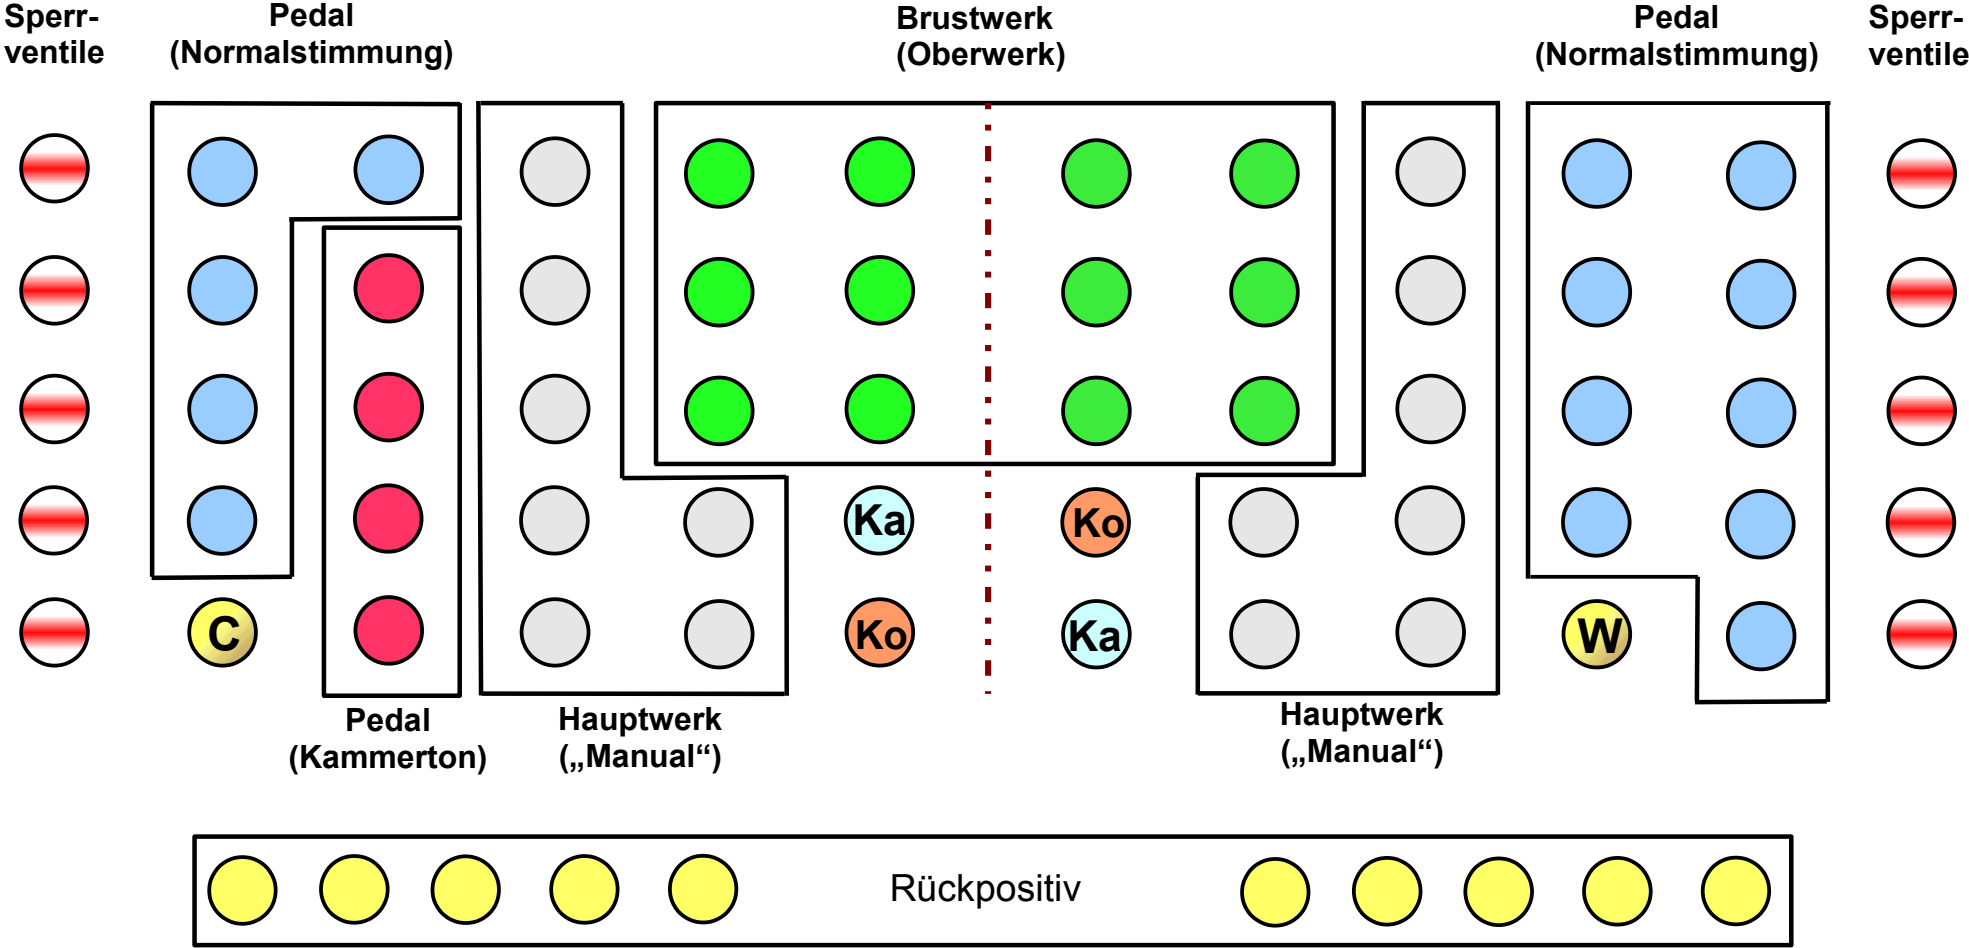 Sperr-
ventile
Pedal
(Normalstimmung)
Brustwerk
(Oberwerk)
Pedal
(Normalstimmung)
Sperr-
ventile
Ka
Ko
C
Ko
Ka
W
Pedal
(Kammerton)
Hauptwerk
(„Manual“)
Hauptwerk
(„Manual“)
Rückpositiv